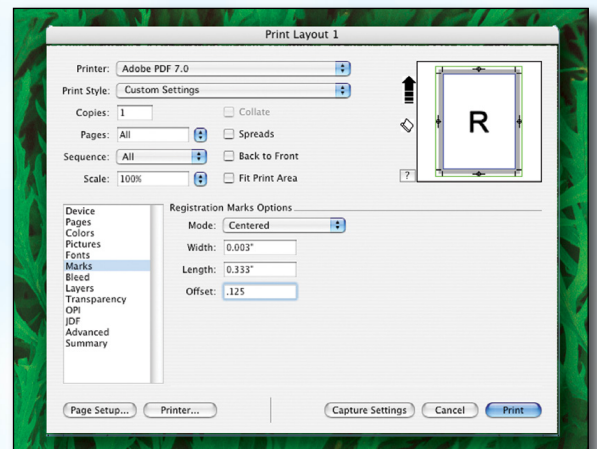 Print Layout 1
Printer: Adobe PDF 7.0
Print Style: Custom Settings
Copies: 1 Collate
Pages: All Spreads
Sequence: All Back to Front
Scale: 100% Fit Print Area
R
?
Device
Pages
Colors
Pictures
Fonts
Marks
Bleed
Layers
Transparency
OPI
JDF
Advanced
Summary
Registration Marks Options
Mode: Centered
Width: 0.003"
Length: 0.333"
Offset: .125
Page Setup... Printer... Capture Settings Cancel Print